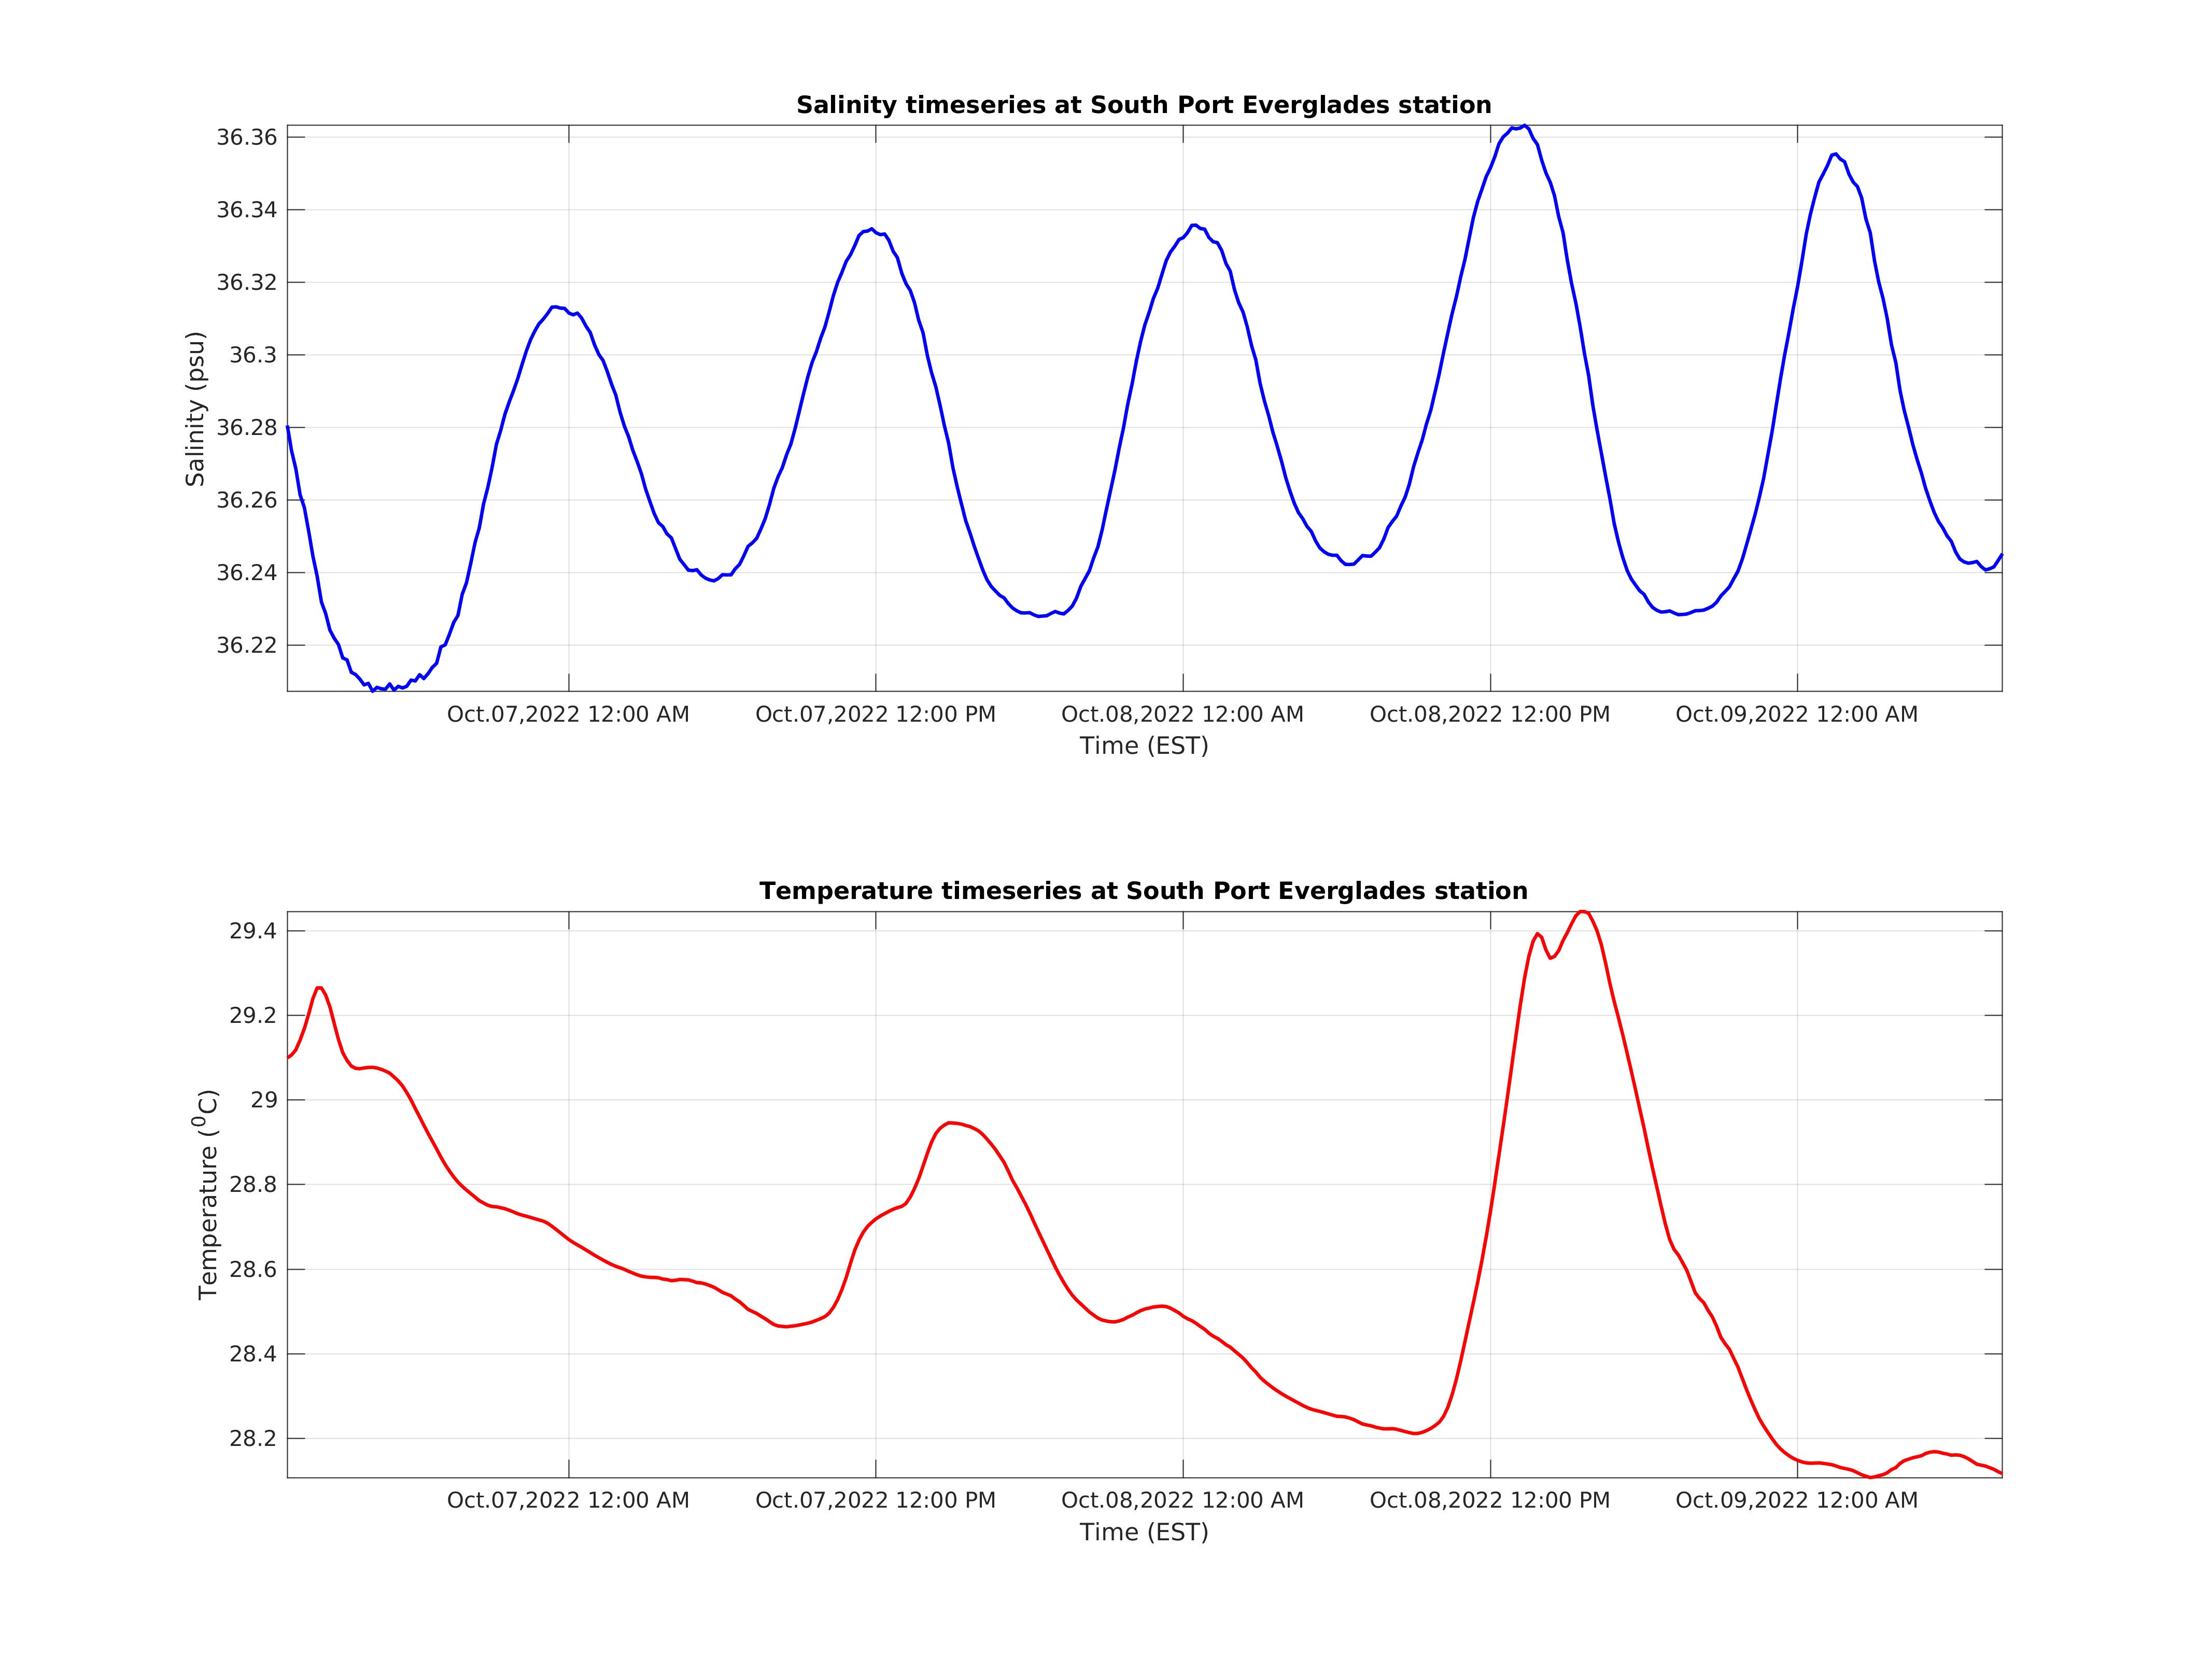 Salinity timeseries at South Port Everglades station
36.36
36.34
36.32
36.3
36.28
36.26
36.24
36.22
Salinity (psu)
Oct.07,2022 12:00 AM Oct.07,2022 12:00 PM Oct.08,2022 12:00 AM Oct.08,2022 12:00 PM Oct.09,2022 12:00 AM
Time (EST)
Temperature timeseries at South Port Everglades station
29.4
29.2
29
28.8
28.6
28.4
28.2
Temperature (⁰C)
Oct.07,2022 12:00 AM Oct.07,2022 12:00 PM Oct.08,2022 12:00 AM Oct.08,2022 12:00 PM Oct.09,2022 12:00 AM
Time (EST)